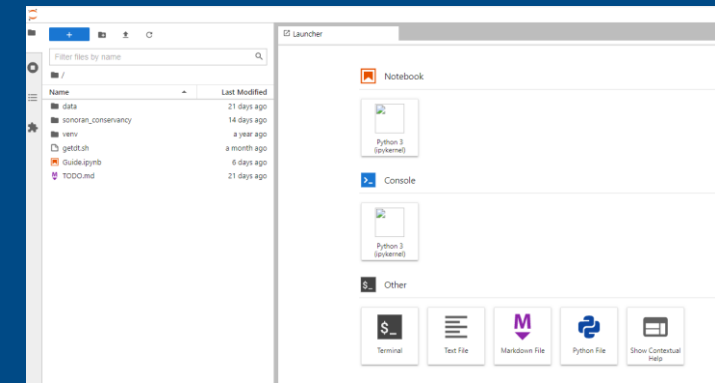 Launcher
Filter files by name
/
Name Last Modified
data 21 days ago
sonoran_conservancy 14 days ago
venv a year ago
getdt.sh a month ago
Guide.ipynb 6 days ago
TODO.md 21 days ago
Notebook
Python 3
(ipykernel)
Console
Python 3
(ipykernel)
$_ Other
$_
Terminal
Text File
M
Markdown File
Python File
Show Contextual
Help